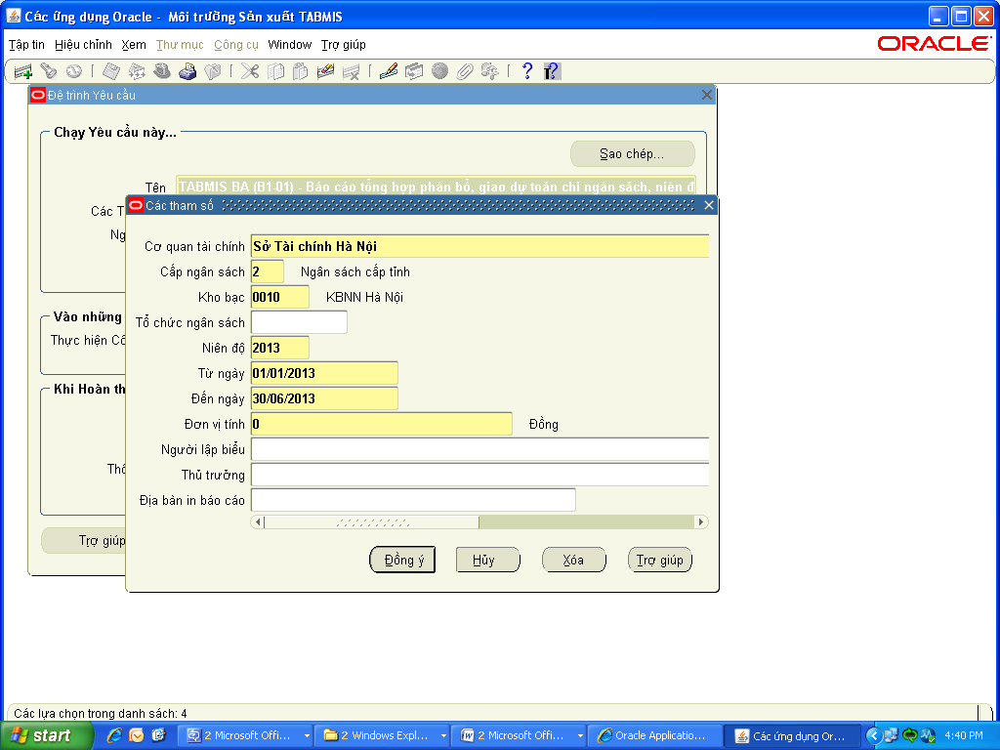 Các ứng dụng Oracle - Môi trường Sản xuất TABMIS
Tập tin Hiệu chỉnh Xem Thư mục Công cụ Window Trợ giúp
ORACLE
Đệ trình Yêu cầu
Chạy Yêu cầu này...
Sao chép...
Tên TABMIS BA (B1-01) - Báo cáo tổng hợp phân bổ, giao dự toán chi ngân sách, niên đ
Các T
Các tham số
Ng
Cơ quan tài chính Sở Tài chính Hà Nội
Cấp ngân sách 2 Ngân sách cấp tỉnh
Kho bạc 0010 KBNN Hà Nội
Vào những
Tổ chức ngân sách
Thực hiện Cô
Niên độ 2013
Từ ngày 01/01/2013
Khi Hoàn th
Đến ngày 30/06/2013
Đơn vị tính 0 Đồng
Người lập biểu
Thô
Thủ trưởng
Địa bàn in báo cáo
Trợ giúp
Đồng ý Hủy Xóa Trợ giúp
Các lựa chọn trong danh sách: 4
start 2 Microsoft Offi... 2 Windows Expl... 2 Microsoft Offi... Oracle Applicatio... Các ứng dụng Or... 4:40 PM